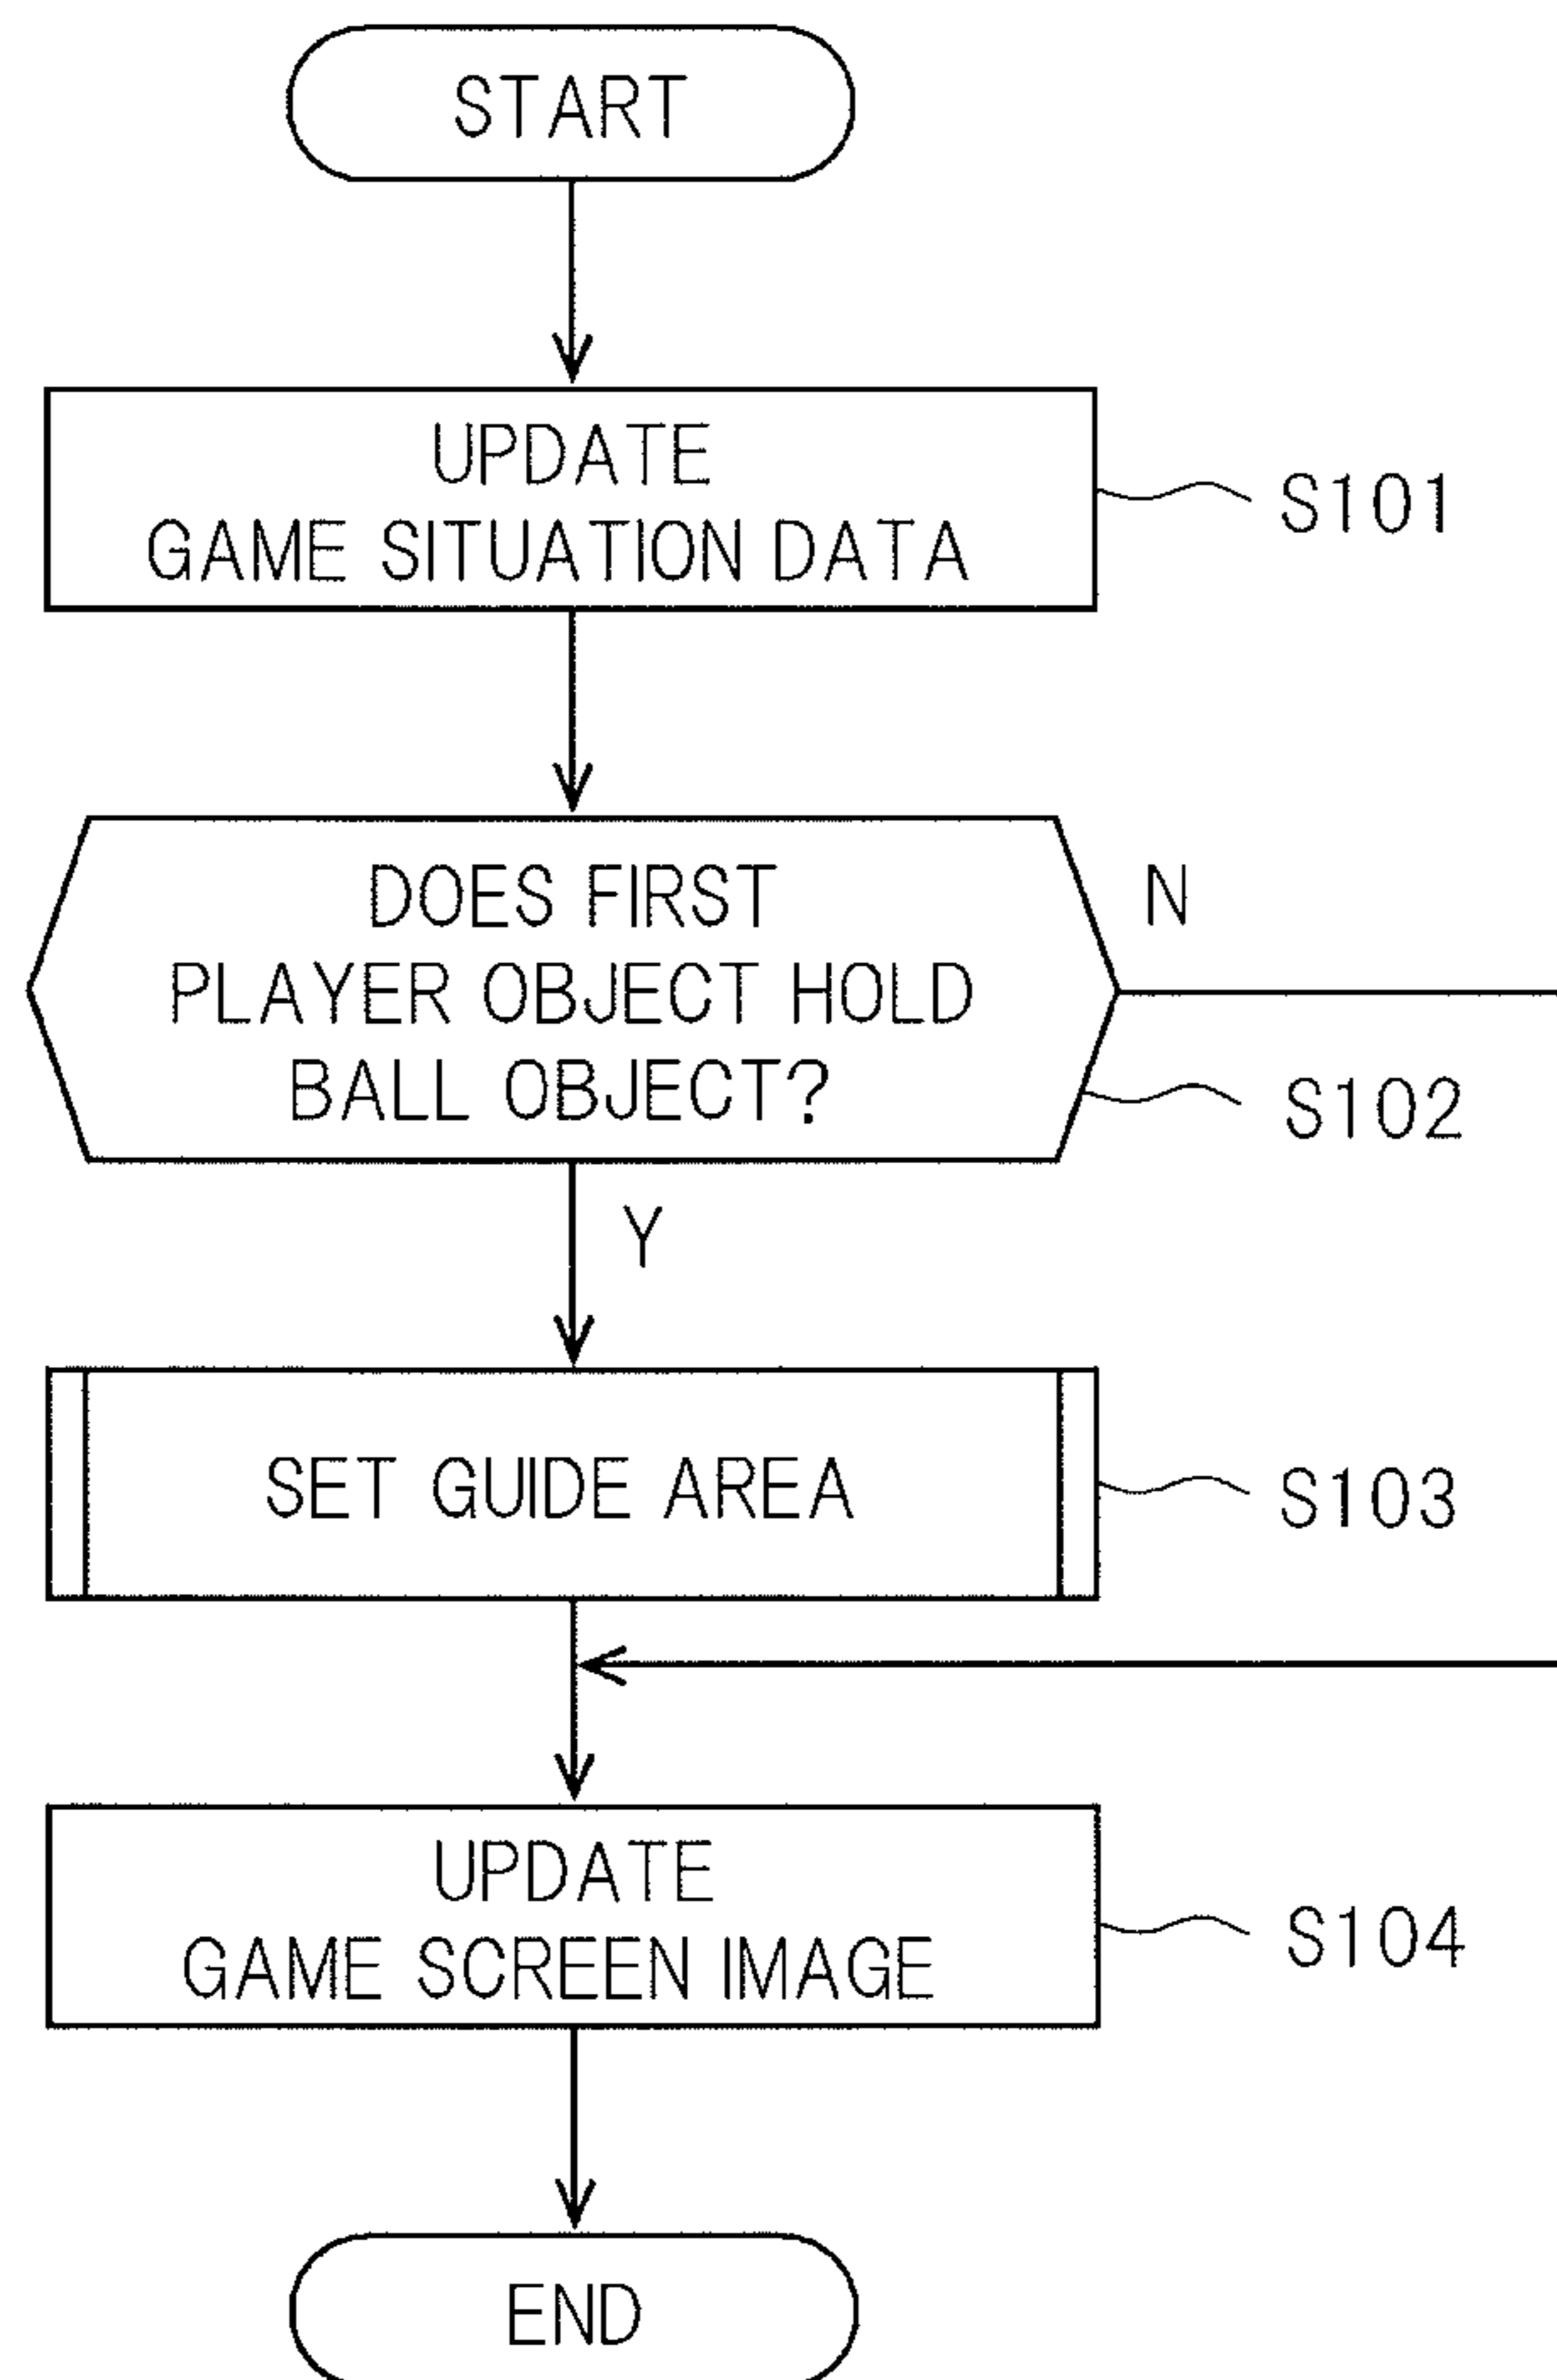 START
UPDATE
GAME SITUATION DATA
S101
DOES FIRST
PLAYER OBJECT HOLD
BALL OBJECT?
N
S102
Y
SET GUIDE AREA
S103
UPDATE
GAME SCREEN IMAGE
S104
END